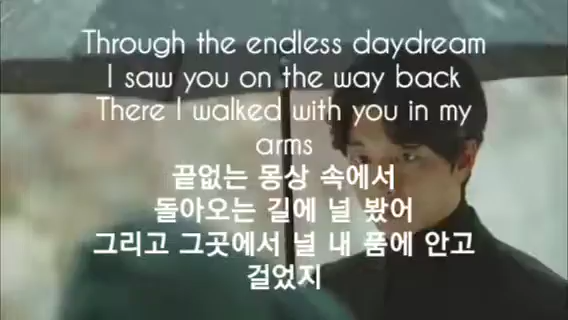 Through the endless daydream
I saw you on the way back
There I walked with you in my
arms
끝없는 몽상 속에서
돌아오는 길에 널 봤어
그리고 그곳에서 널 내 품에 안고
걸었지